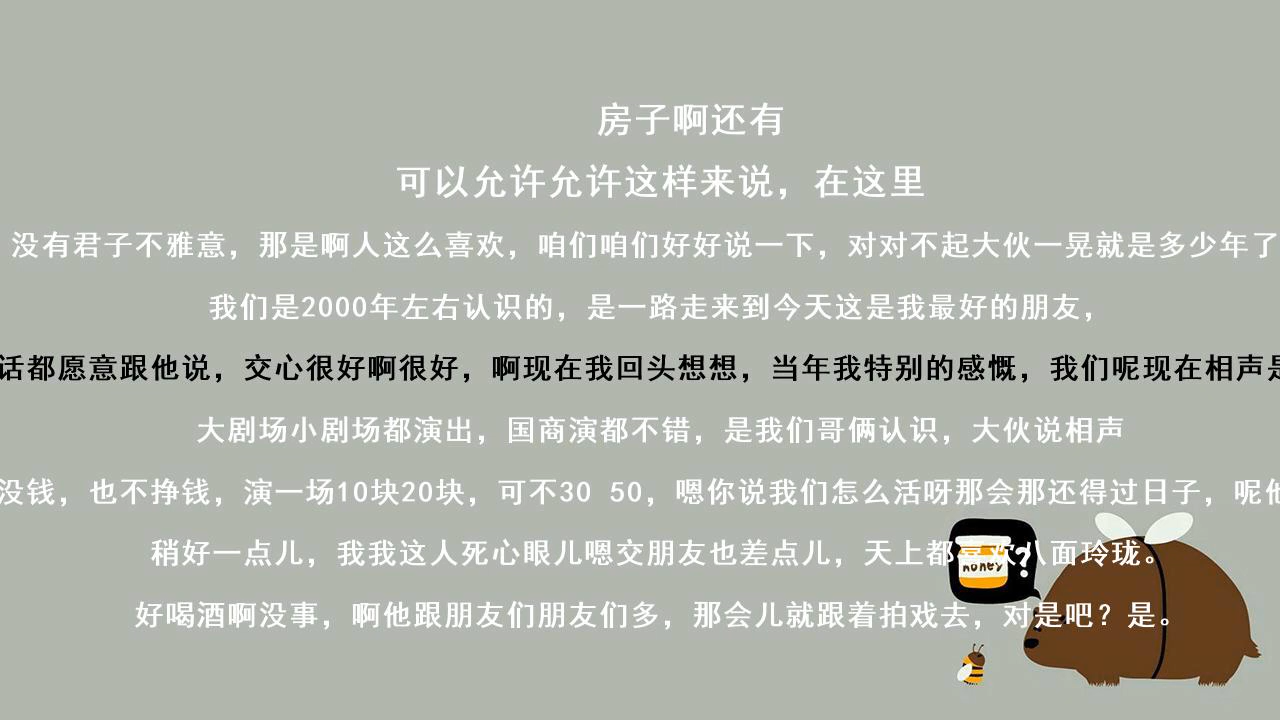 房子啊还有
可以允许允许这样来说，在这里
没有君子不雅意，那是啊人这么喜欢，咱们咱们好好说一下，对对不起大伙一晃就是多少年了
我们是2000年左右认识的，是一路走来到今天这是我最好的朋友，
话都愿意跟他说，交心很好啊很好，啊现在我回头想想，当年我特别的感慨，我们呢现在相声是
大剧场小剧场都演出，国商演都不错，是我们哥俩认识，大伙说相声
没钱，也不挣钱，演一场10块20块，可不30 50，嗯你说我们怎么活呀那会那还得过日子，呢他
稍好一点儿，我我这人死心眼儿嗯交朋友也差点儿，天上都喜欢八面玲珑。
honey
?
好喝酒啊没事，啊他跟朋友们朋友们多，那会儿就跟着拍戏去，对是吧？是。